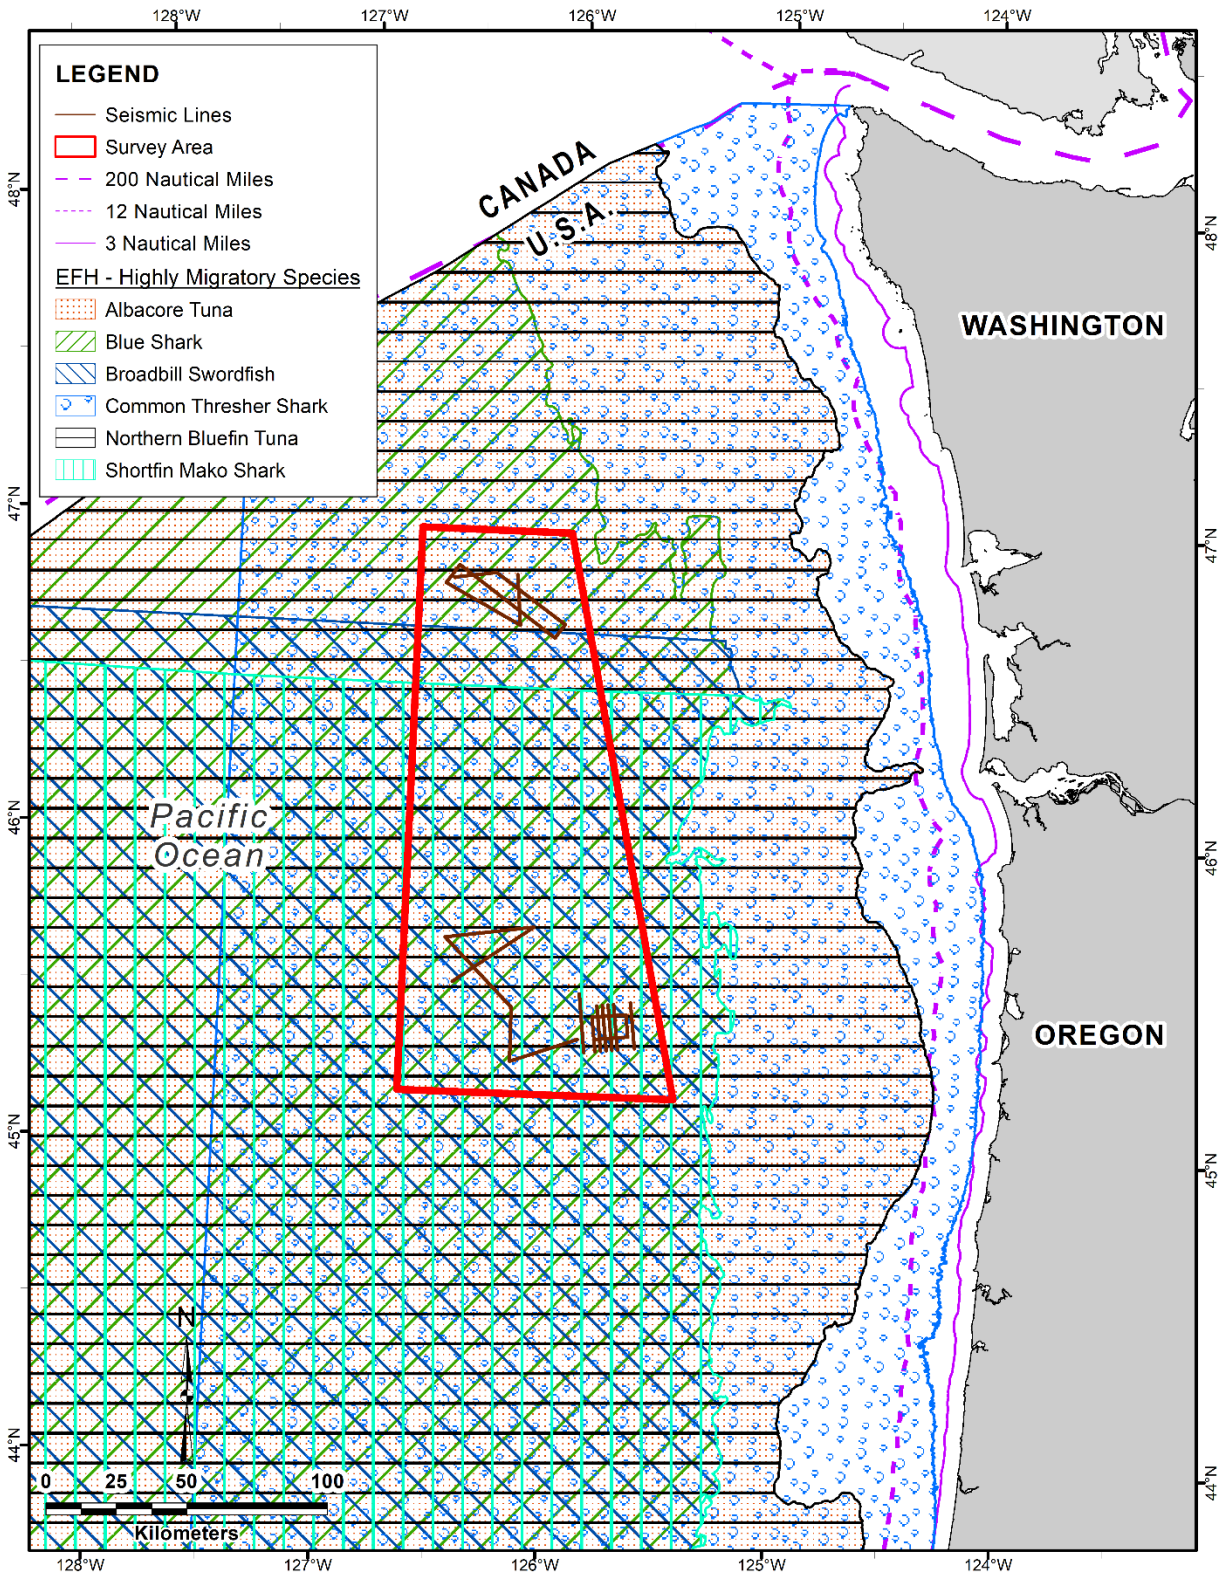 128°W 127°W 126°W 125°W 124°W
LEGEND
Seismic Lines
Survey Area
200 Nautical Miles
12 Nautical Miles
3 Nautical Miles
EFH - Highly Migratory Species
Albacore Tuna
Blue Shark
Broadbill Swordfish
Common Thresher Shark
Northern Bluefin Tuna
Shortfin Mako Shark
CANADA
U.S.A.
48°N
48°N
WASHINGTON
47°N
47°N
Pacific
Ocean
46°N
46°N
OREGON
45°N
45°N
N
44°N
44°N
0 25 50 100
Kilometers
128°W 127°W 126°W 125°W 124°W